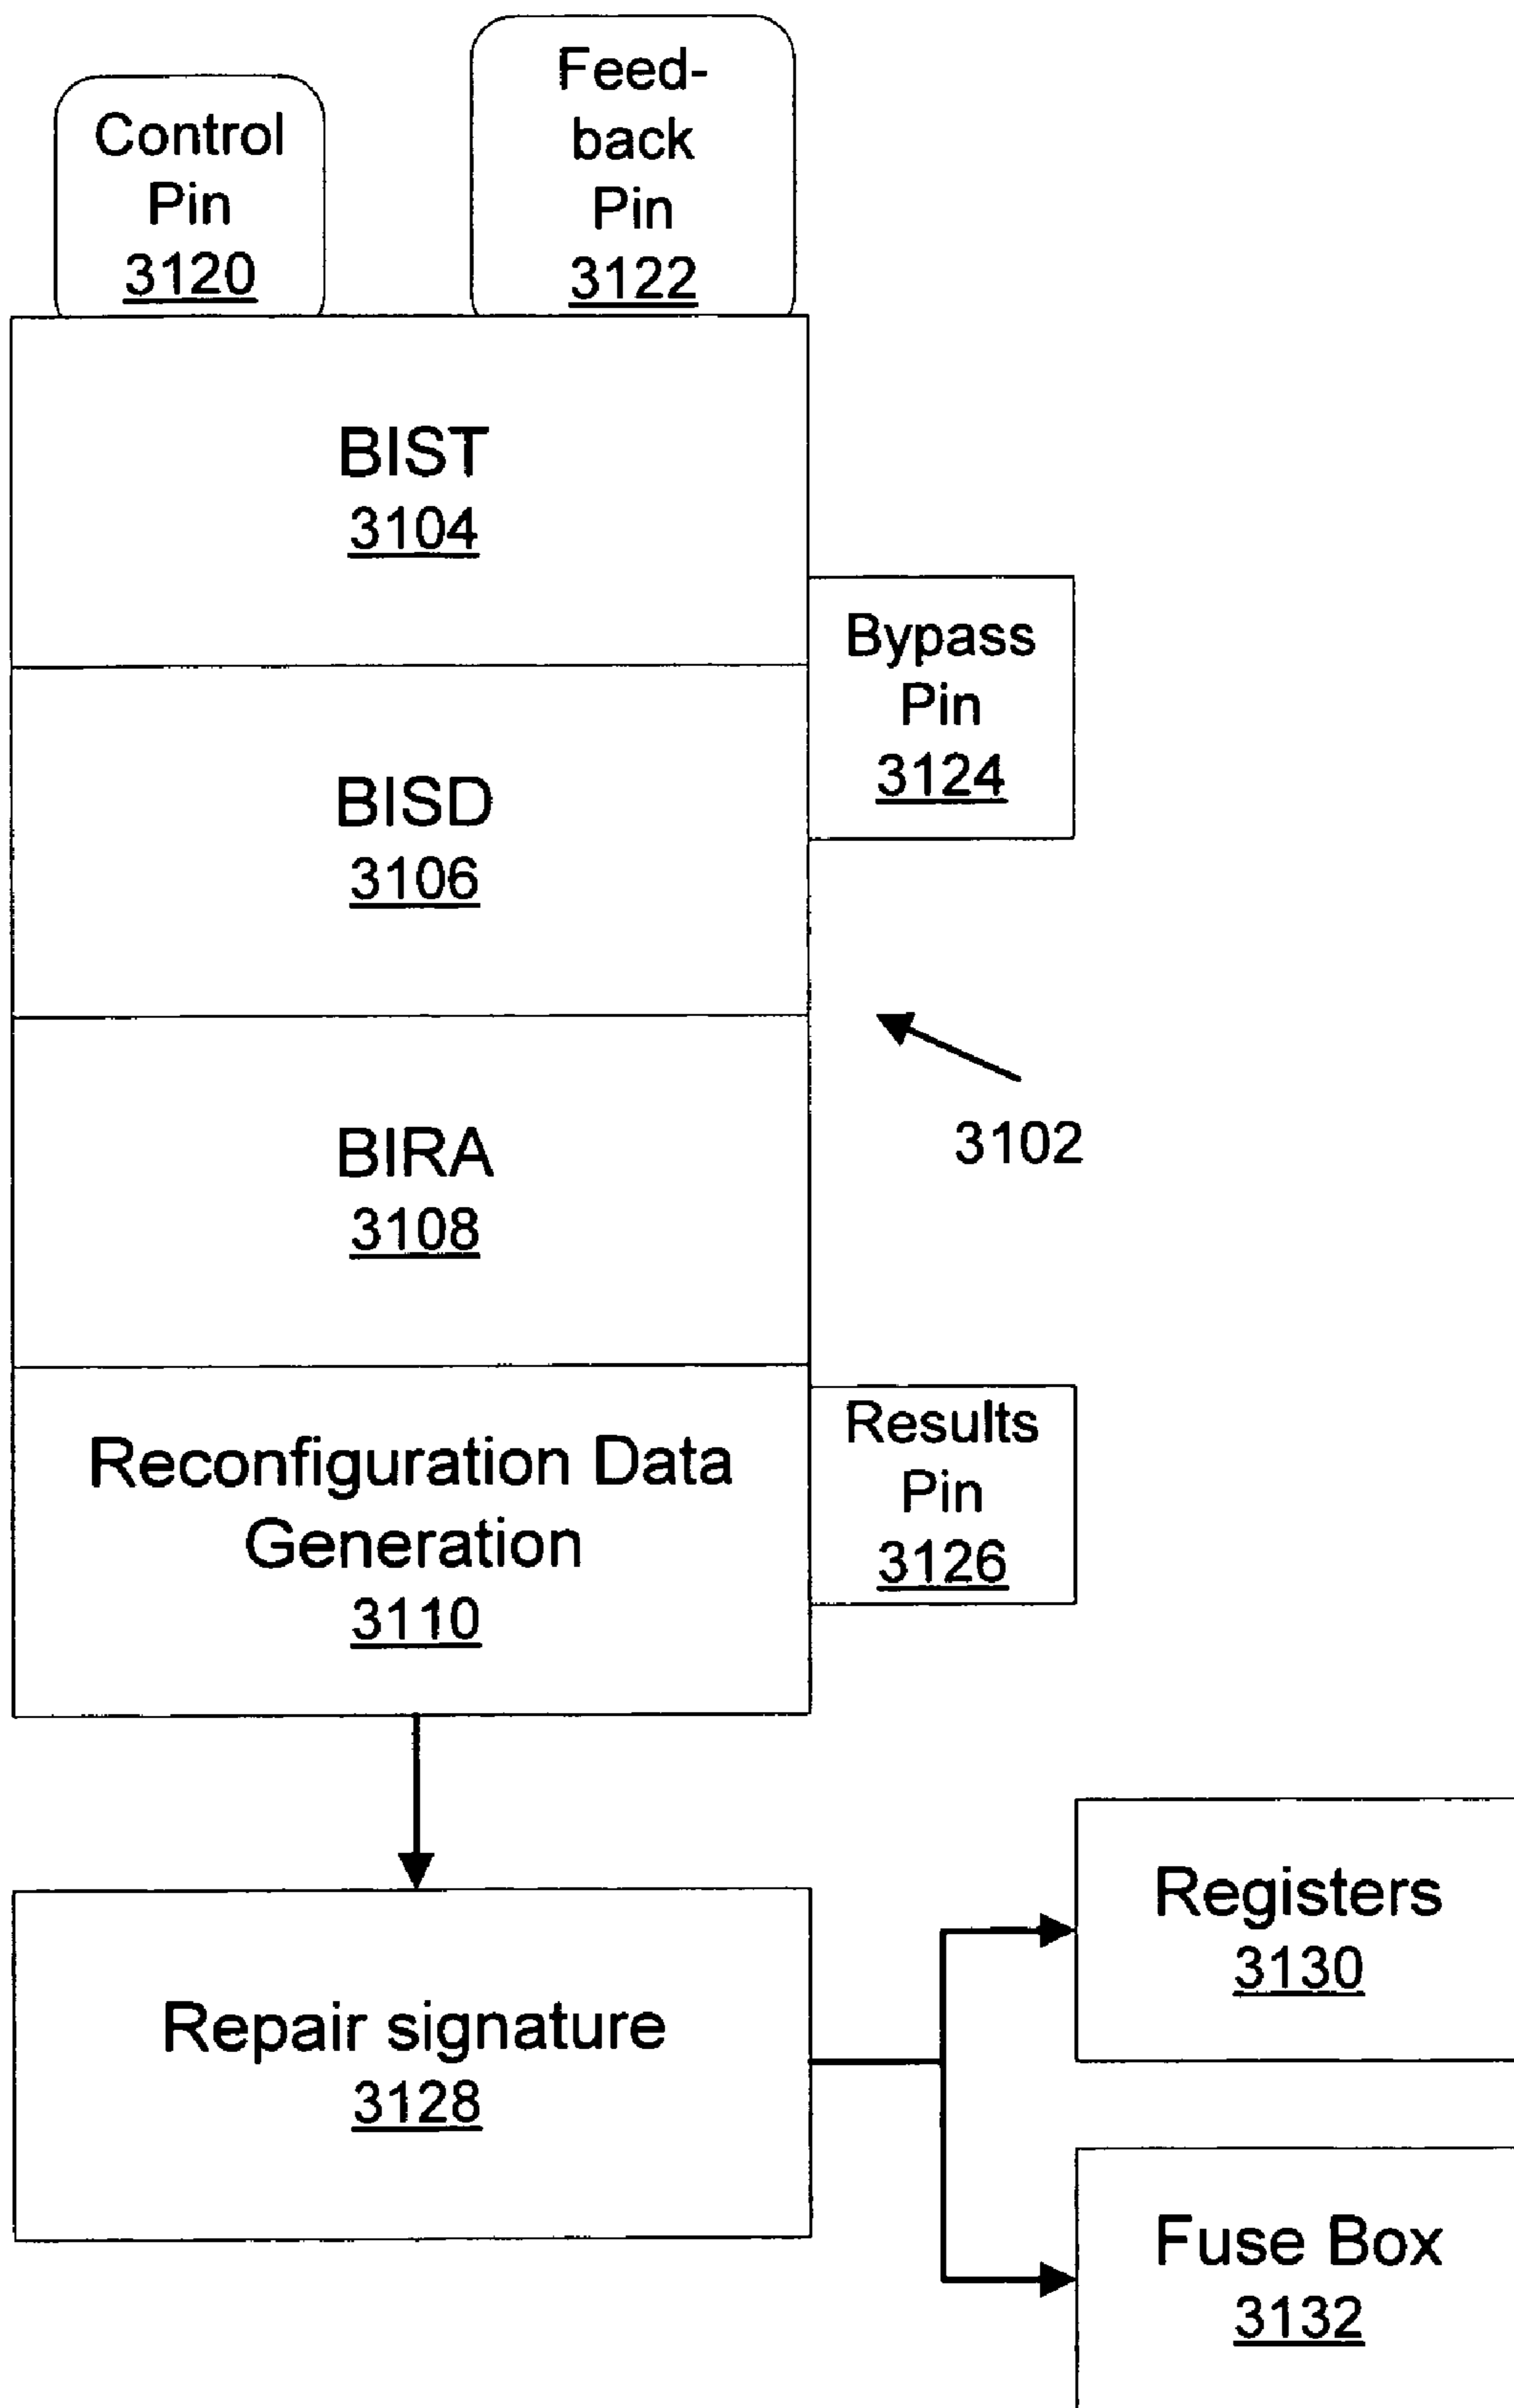 Control
Pin
3120
Feed-
back
Pin
3122
BIST
3104
Bypass
Pin
3124
BISD
3106
3102
BIRA
3108
Reconfiguration Data
Generation
3110
Results
Pin
3126
Repair signature
3128
Registers
3130
Fuse Box
3132